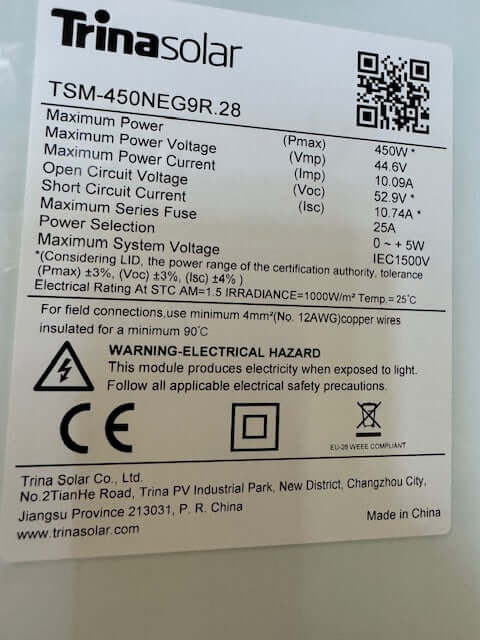 Trinasolar
TSM-450NEG9R.28
Maximum Power (Pmax) 450W *
Maximum Power Voltage (Vmp) 44.6V
Maximum Power Current (Imp) 10.09A
Open Circuit Voltage (Voc) 52.9V *
Short Circuit Current (Isc) 10.74A *
Maximum Series Fuse 25A
Power Selection 0 ~ + 5W
Maximum System Voltage IEC1500V
*(Considering LID, the power range of the certification authority, tolerance
(Pmax) ±3%, (Voc) ±3%, (Isc) ±4% )
Electrical Rating At STC AM=1.5 IRRADIANCE=1000W/m² Temp.=25℃
For field connections,use minimum 4mm²(No. 12AWG)copper wires
insulated for a minimum 90℃
WARNING-ELECTRICAL HAZARD
This module produces electricity when exposed to light.
Follow all applicable electrical safety precautions.
CE
EU-28 WEEE COMPLIANT
Trina Solar Co., Ltd.
No.2TianHe Road, Trina PV Industrial Park, New District, Changzhou City,
Jiangsu Province 213031, P. R. China
www.trinasolar.com
Made in China